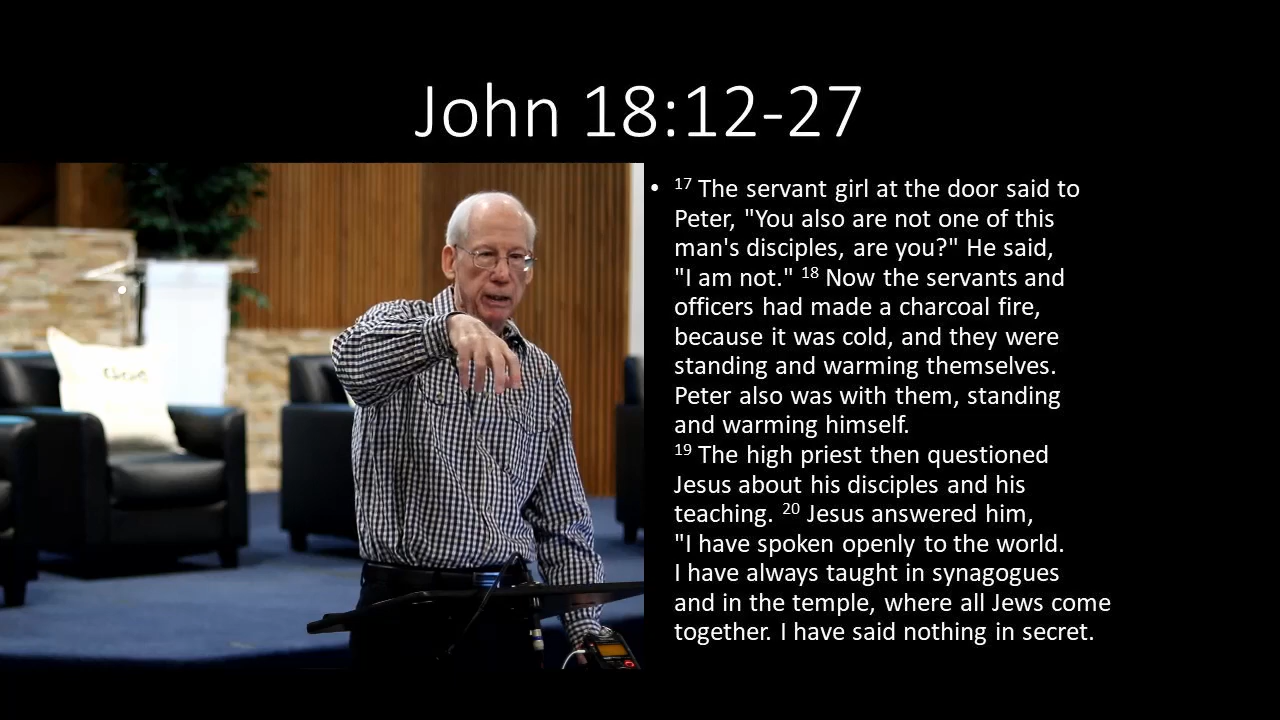 John 18:12-27
• 17 The servant girl at the door said to
Peter, "You also are not one of this
man's disciples, are you?" He said,
"I am not." 18 Now the servants and
officers had made a charcoal fire,
because it was cold, and they were
standing and warming themselves.
Peter also was with them, standing
and warming himself.
19 The high priest then questioned
Jesus about his disciples and his
teaching. 20 Jesus answered him,
"I have spoken openly to the world.
I have always taught in synagogues
and in the temple, where all Jews come
together. I have said nothing in secret.